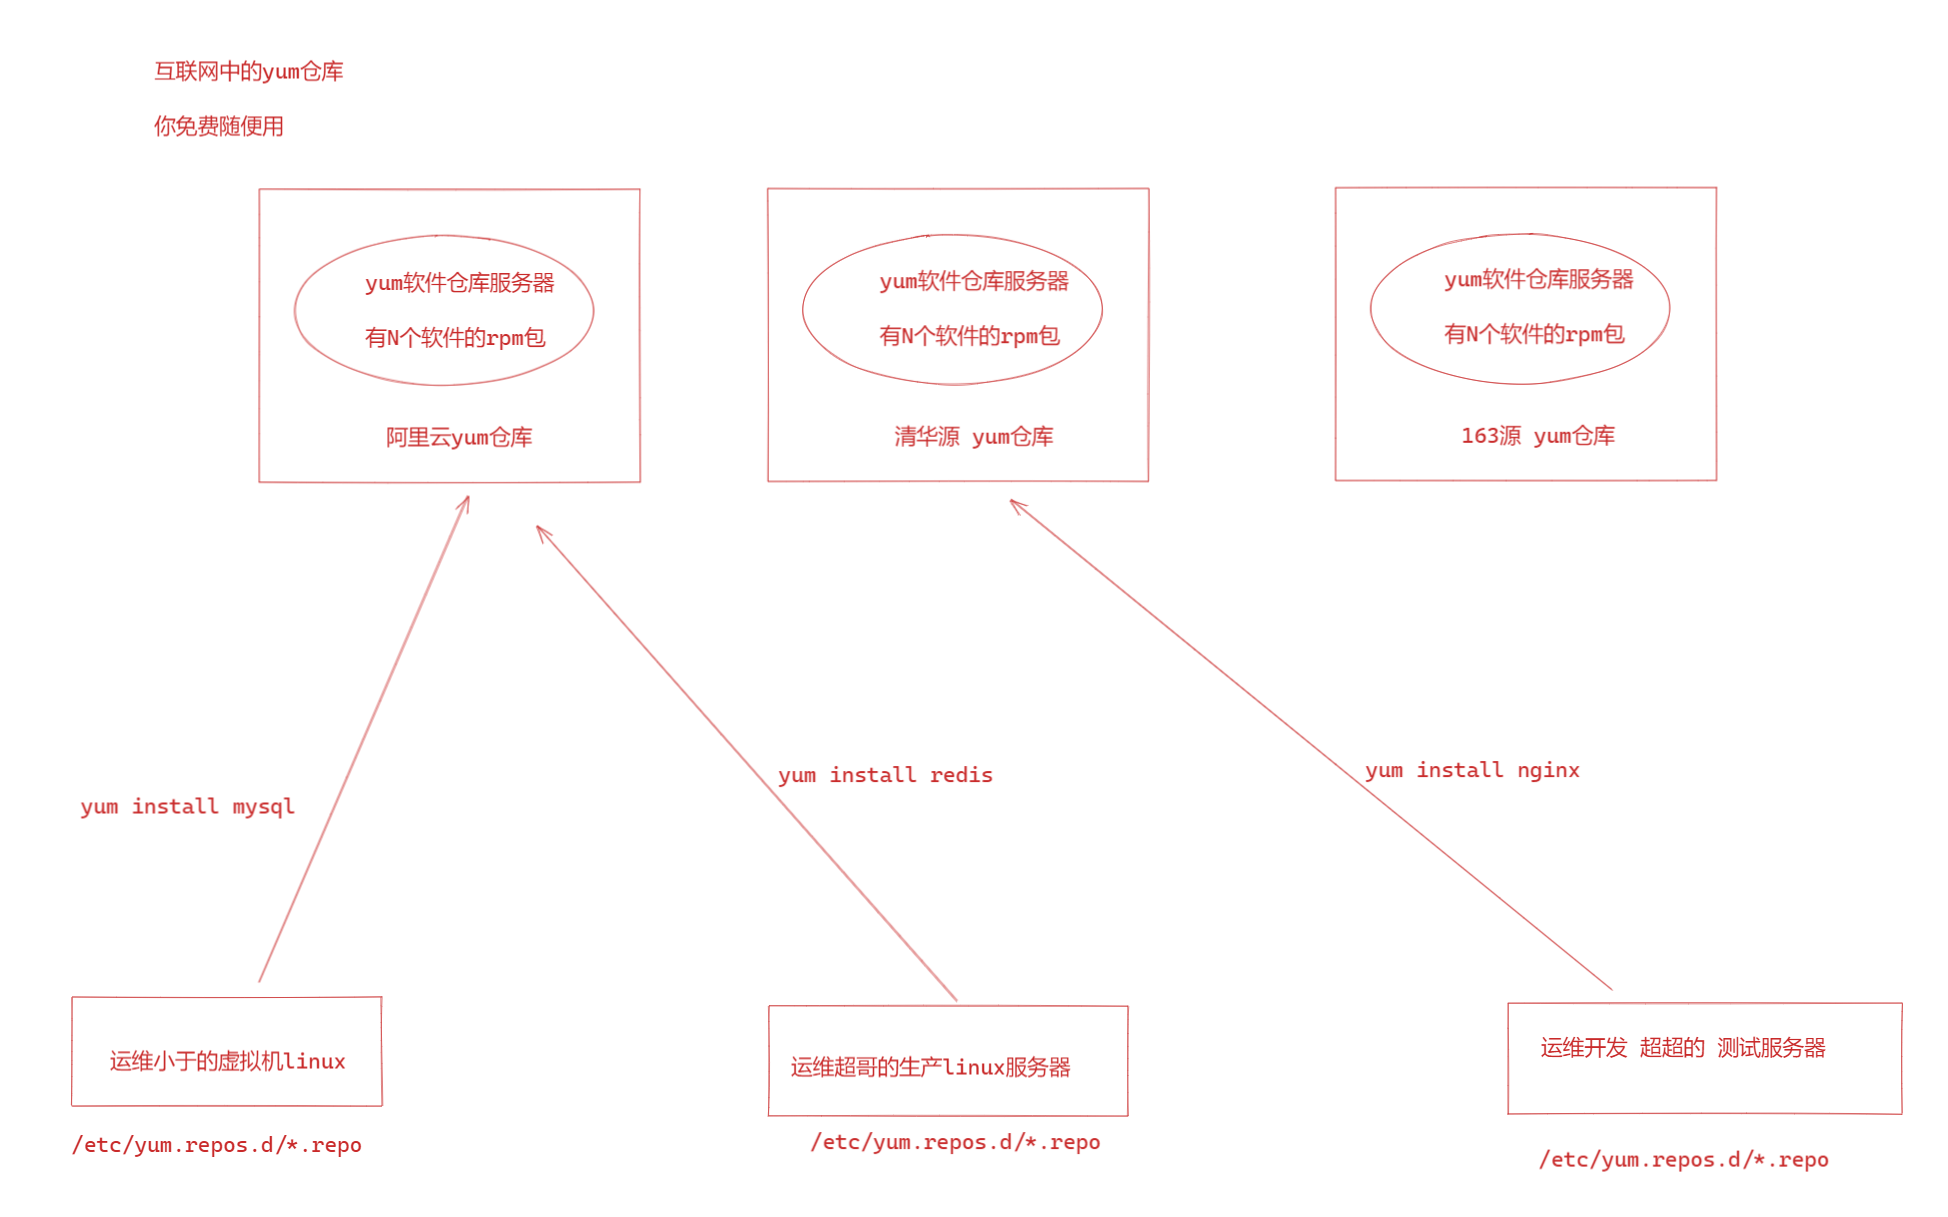 互联网中的yum仓库
你免费随便用
yum软件仓库服务器
有N个软件的rpm包
阿里云yum仓库
yum软件仓库服务器
有N个软件的rpm包
清华源 yum仓库
yum软件仓库服务器
有N个软件的rpm包
163源 yum仓库
yum install mysql
yum install redis
yum install nginx
运维小于的虚拟机linux
/etc/yum.repos.d/*.repo
运维超哥的生产linux服务器
/etc/yum.repos.d/*.repo
运维开发 超超的 测试服务器
/etc/yum.repos.d/*.repo